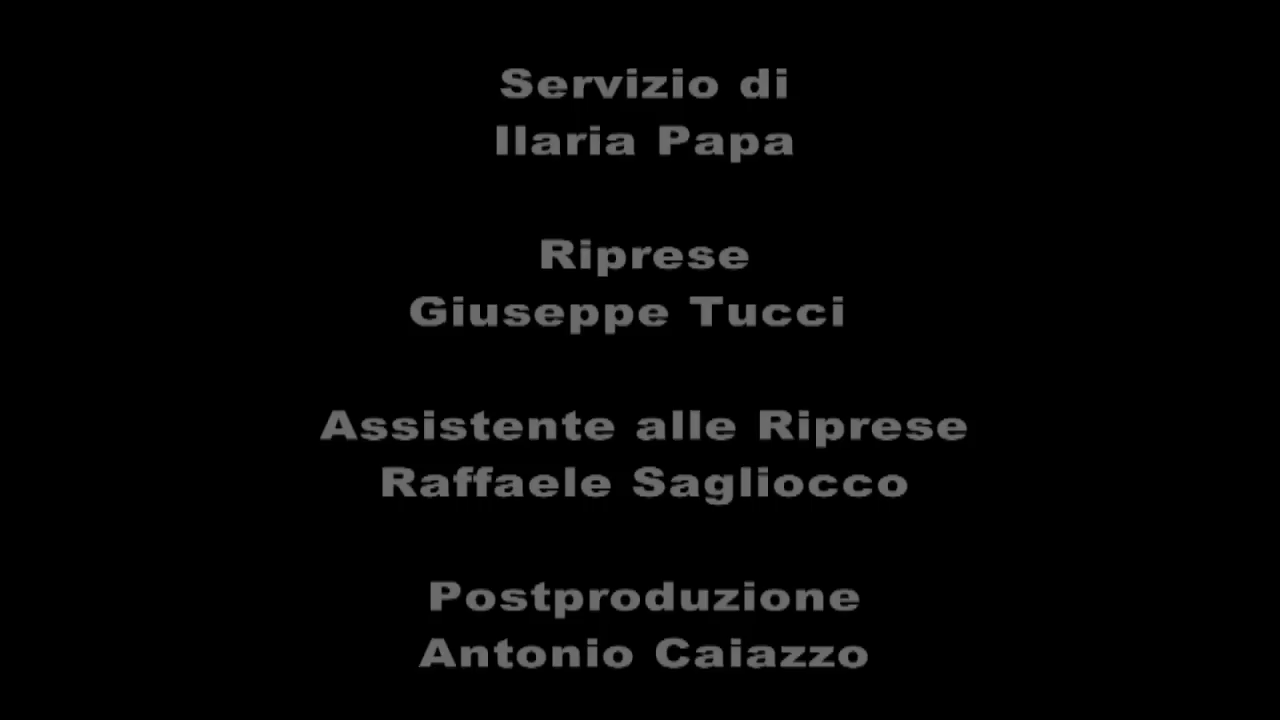 Servizio di
Ilaria Papa
Riprese
Giuseppe Tucci
Assistente alle Riprese
Raffaele Sagliocco
Postproduzione
Antonio Caiazzo